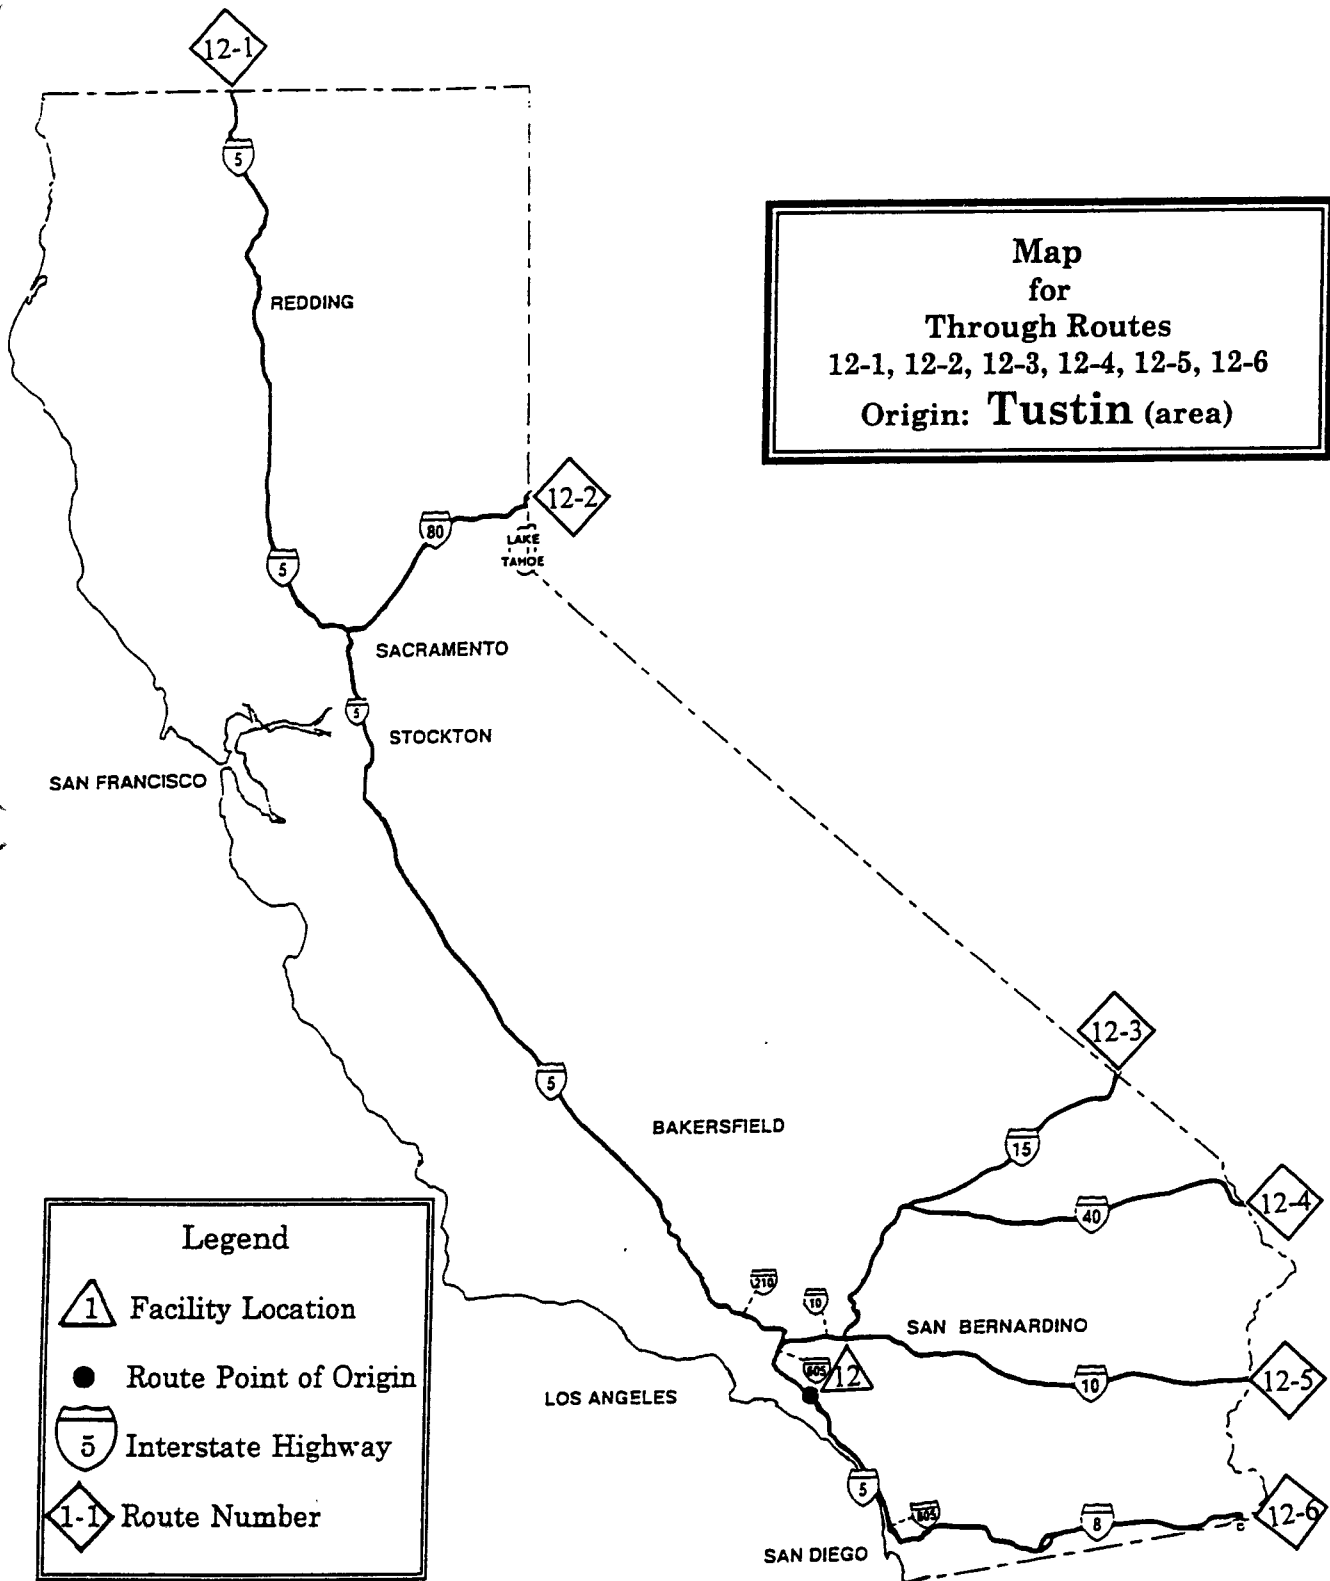 12-1
5
REDDING
Map
for
Through Routes
12-1, 12-2, 12-3, 12-4, 12-5, 12-6
Origin: Tustin (area)
12-2
80
LAKE
TAHOE
5
SACRAMENTO
5
STOCKTON
SAN FRANCISCO
12-3
5
BAKERSFIELD
15
12-4
40
210
10
SAN BERNARDINO
605
12
12-5
10
LOS ANGELES
5
805
8
12-6
SAN DIEGO
Legend
1 Facility Location
Route Point of Origin
5 Interstate Highway
1-1 Route Number